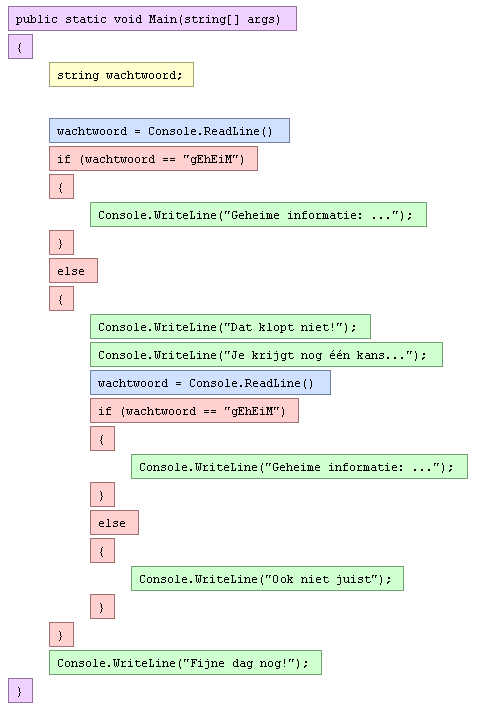 public static void Main(string[] args)
{
string wachtwoord;
wachtwoord = Console.ReadLine()
if (wachtwoord == "gEhEiM")
{
Console.WriteLine("Geheime informatie: ...");
}
else
{
Console.WriteLine("Dat klopt niet!");
Console.WriteLine("Je krijgt nog één kans...");
wachtwoord = Console.ReadLine()
if (wachtwoord == "gEhEiM")
{
Console.WriteLine("Geheime informatie: ...");
}
else
{
Console.WriteLine("Ook niet juist");
}
}
Console.WriteLine("Fijne dag nog!");
}